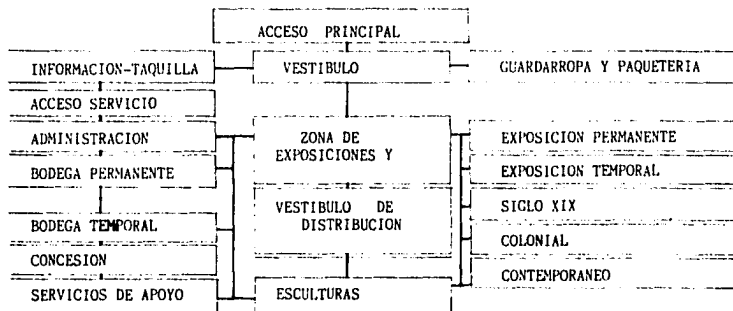 ACCESO PRINCIPAL
INFORMACION-TAQUILLA
VESTIBULO
GUARDARROPA Y PAQUETERIA
ACCESO SERVICIO
ADMINISTRACION
BODEGA PERMANENTE
BODEGA TEMPORAL
CONCESION
SERVICIOS DE APOYO
ZONA DE
EXPOSICIONES Y
VESTIBULO DE
DISTRIBUCION
ESCULTURAS
EXPOSICION PERMANENTE
EXPOSICION TEMPORAL
SIGLO XIX
COLONIAL
CONTEMPORANEO